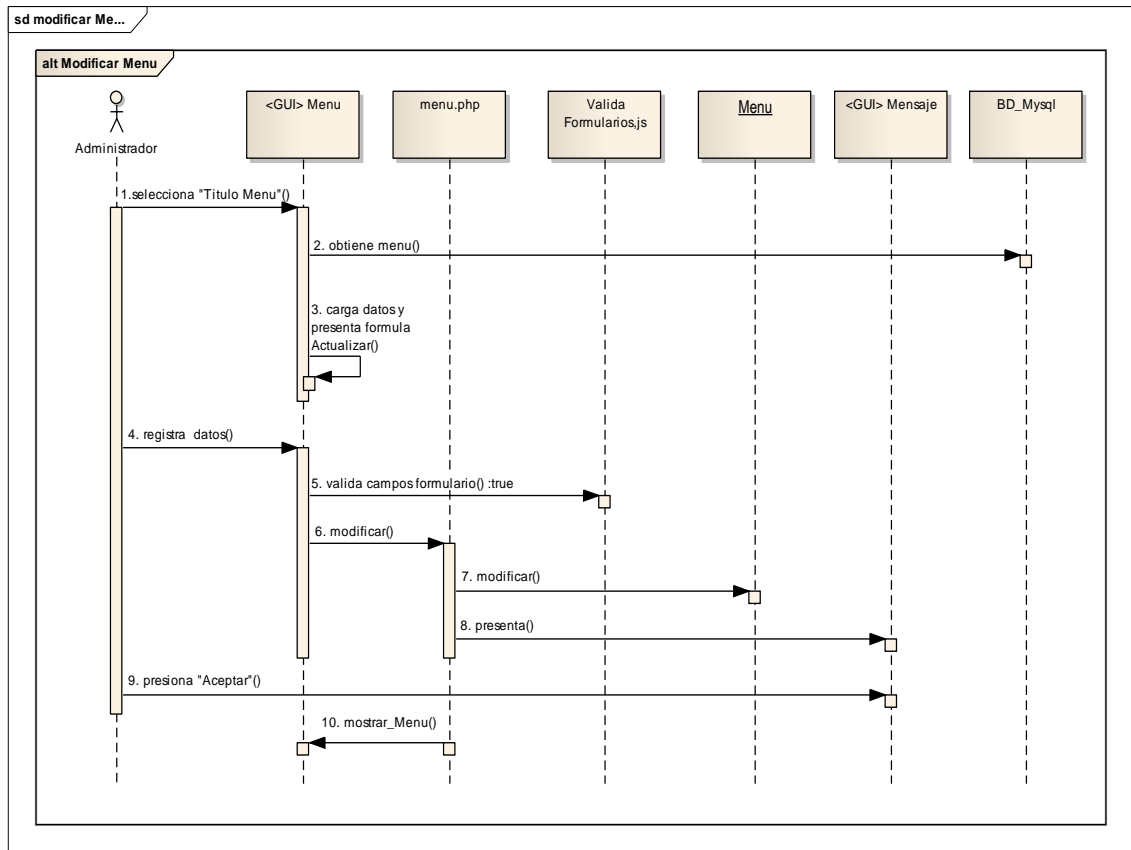 sd modificar Me...
alt Modificar Menu
Administrador
<GUI> Menu
menu.php
Valida
Formularios,js
Menu
<GUI> Mensaje
BD_Mysql
1.selecciona "Titulo Menu"()
2. obtiene menu()
3. carga datos y
presenta formula
Actualizar()
4. registra datos()
5. valida campos formulario() :true
6. modificar()
7. modificar()
8. presenta()
9. presiona "Aceptar"()
10. mostrar_Menu()